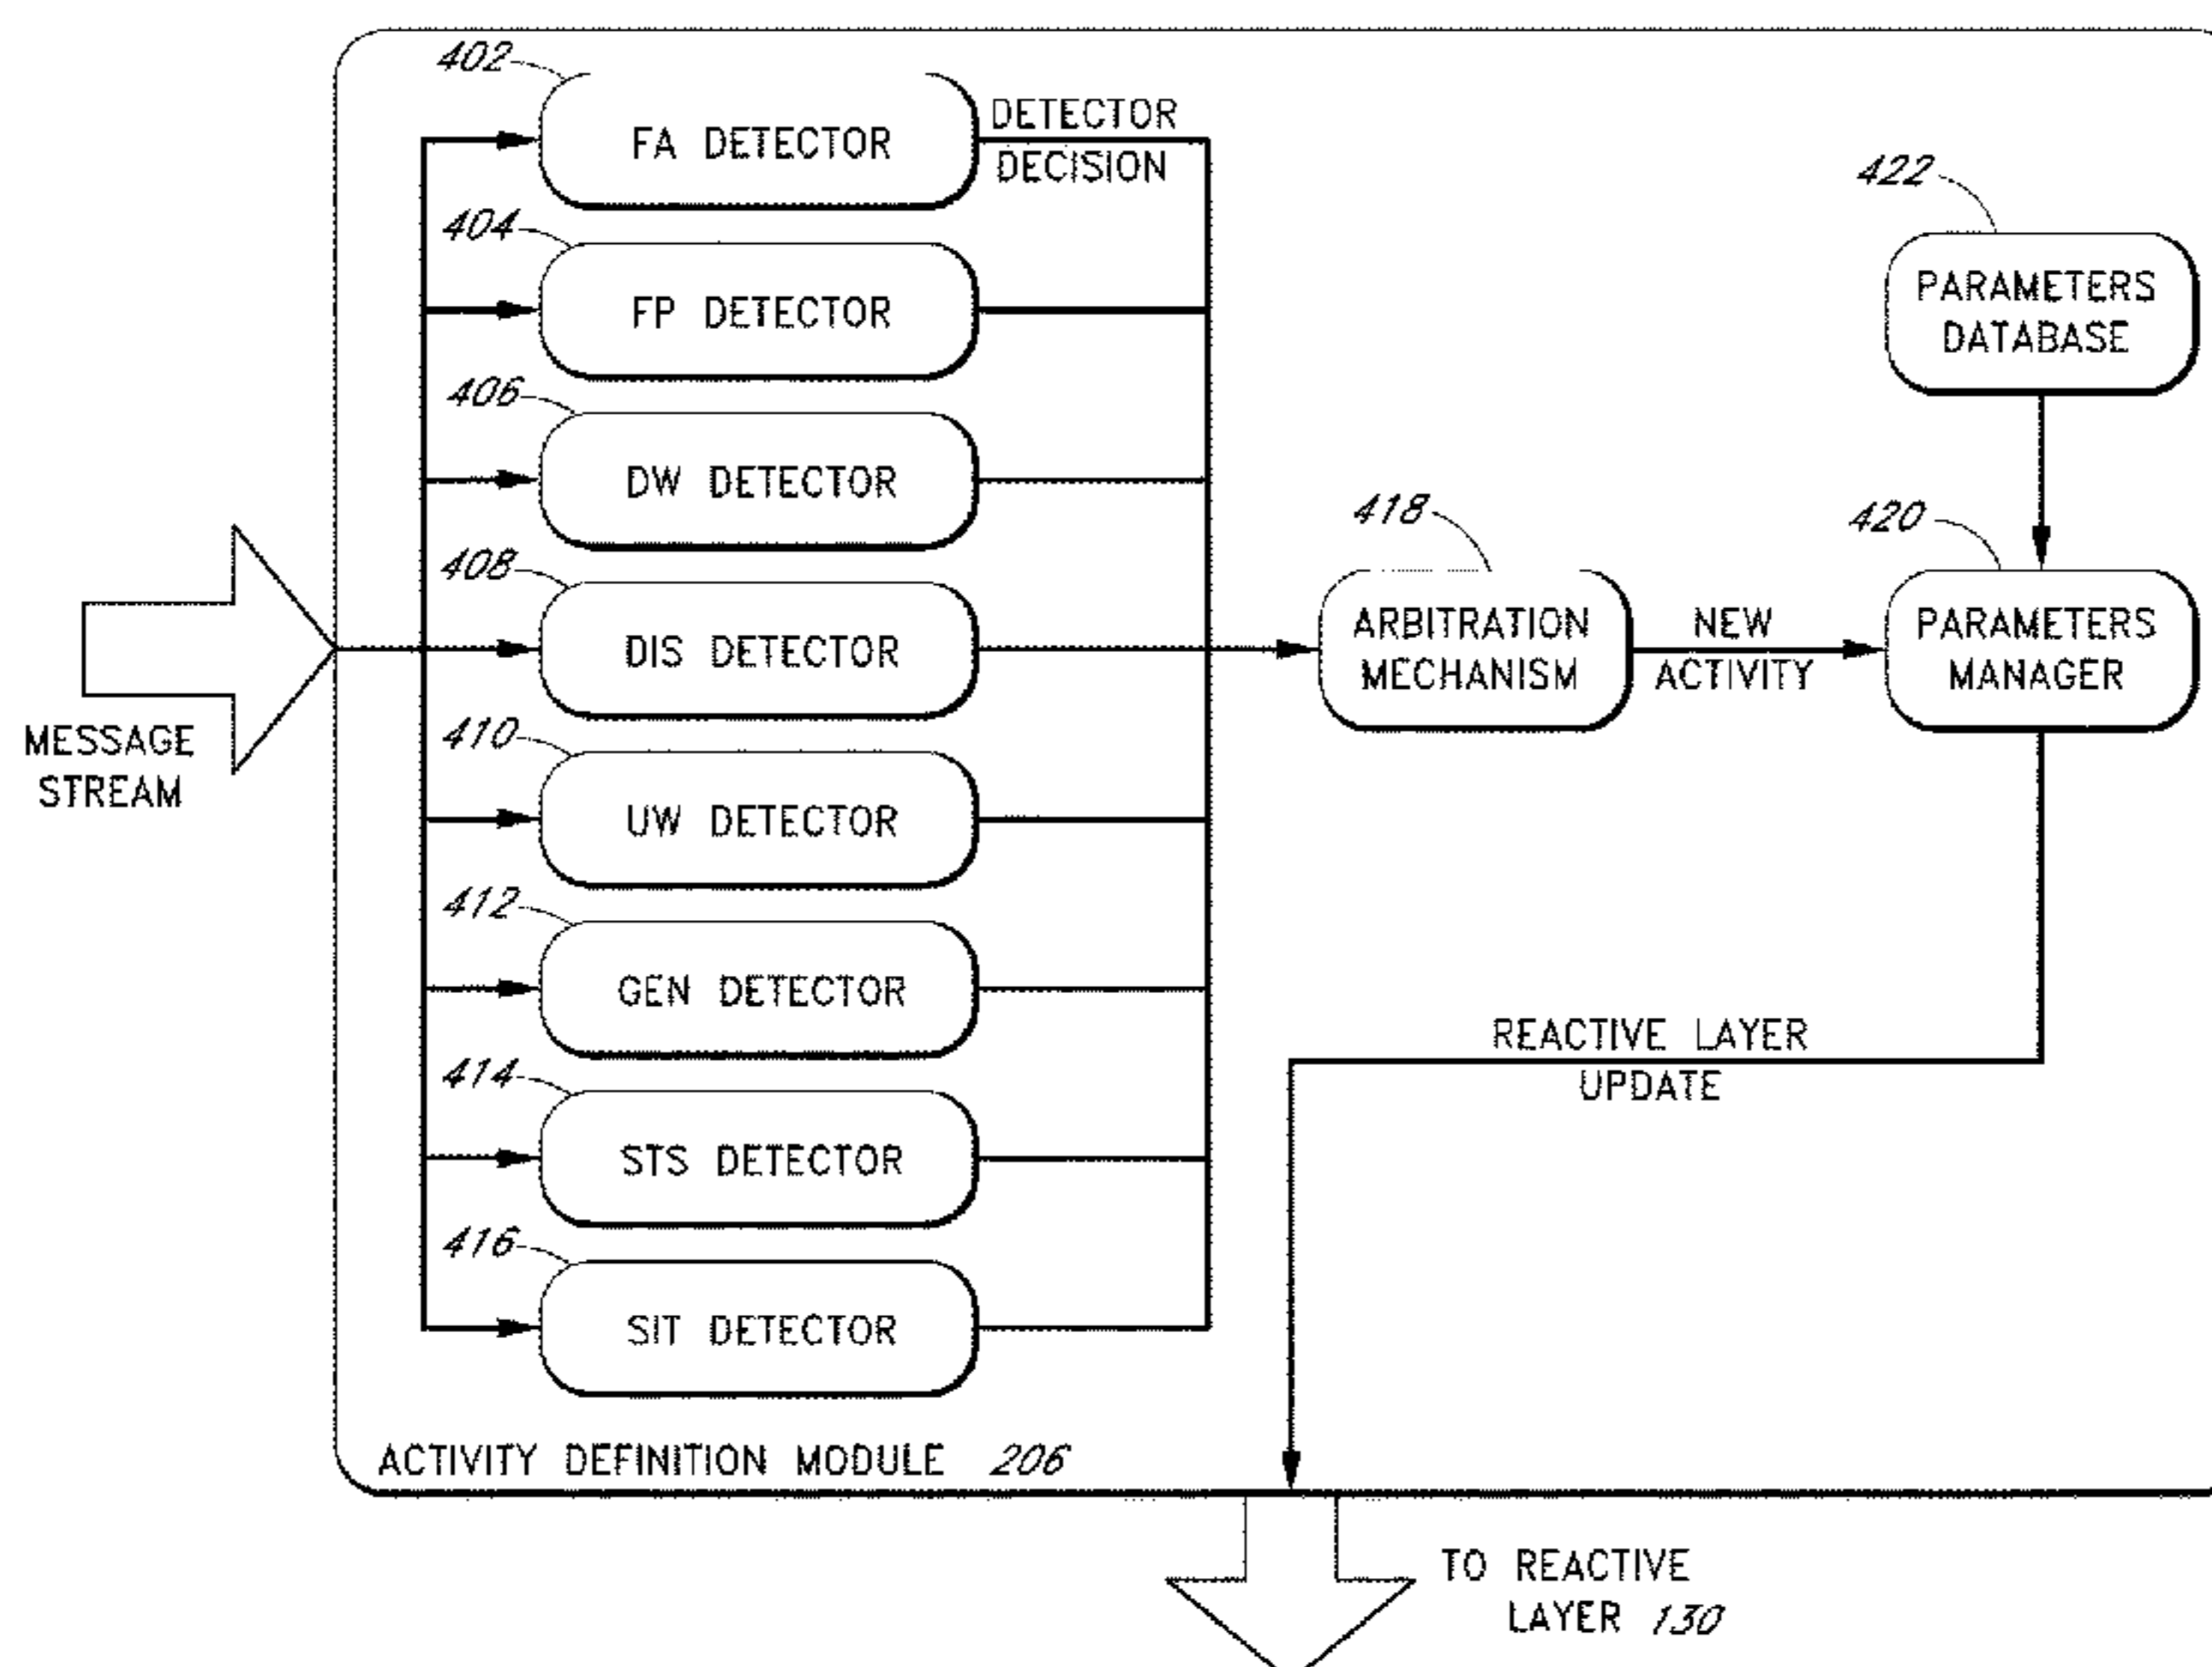 402
FA DETECTOR
DETECTOR
DECISION
404
FP DETECTOR
406
DW DETECTOR
408
DIS DETECTOR
410
UW DETECTOR
412
GEN DETECTOR
414
STS DETECTOR
416
SIT DETECTOR
MESSAGE
STREAM
418
ARBITRATION
MECHANISM
NEW
ACTIVITY
422
PARAMETERS
DATABASE
420
PARAMETERS
MANAGER
REACTIVE LAYER
UPDATE
ACTIVITY DEFINITION MODULE 206
TO REACTIVE
LAYER 130